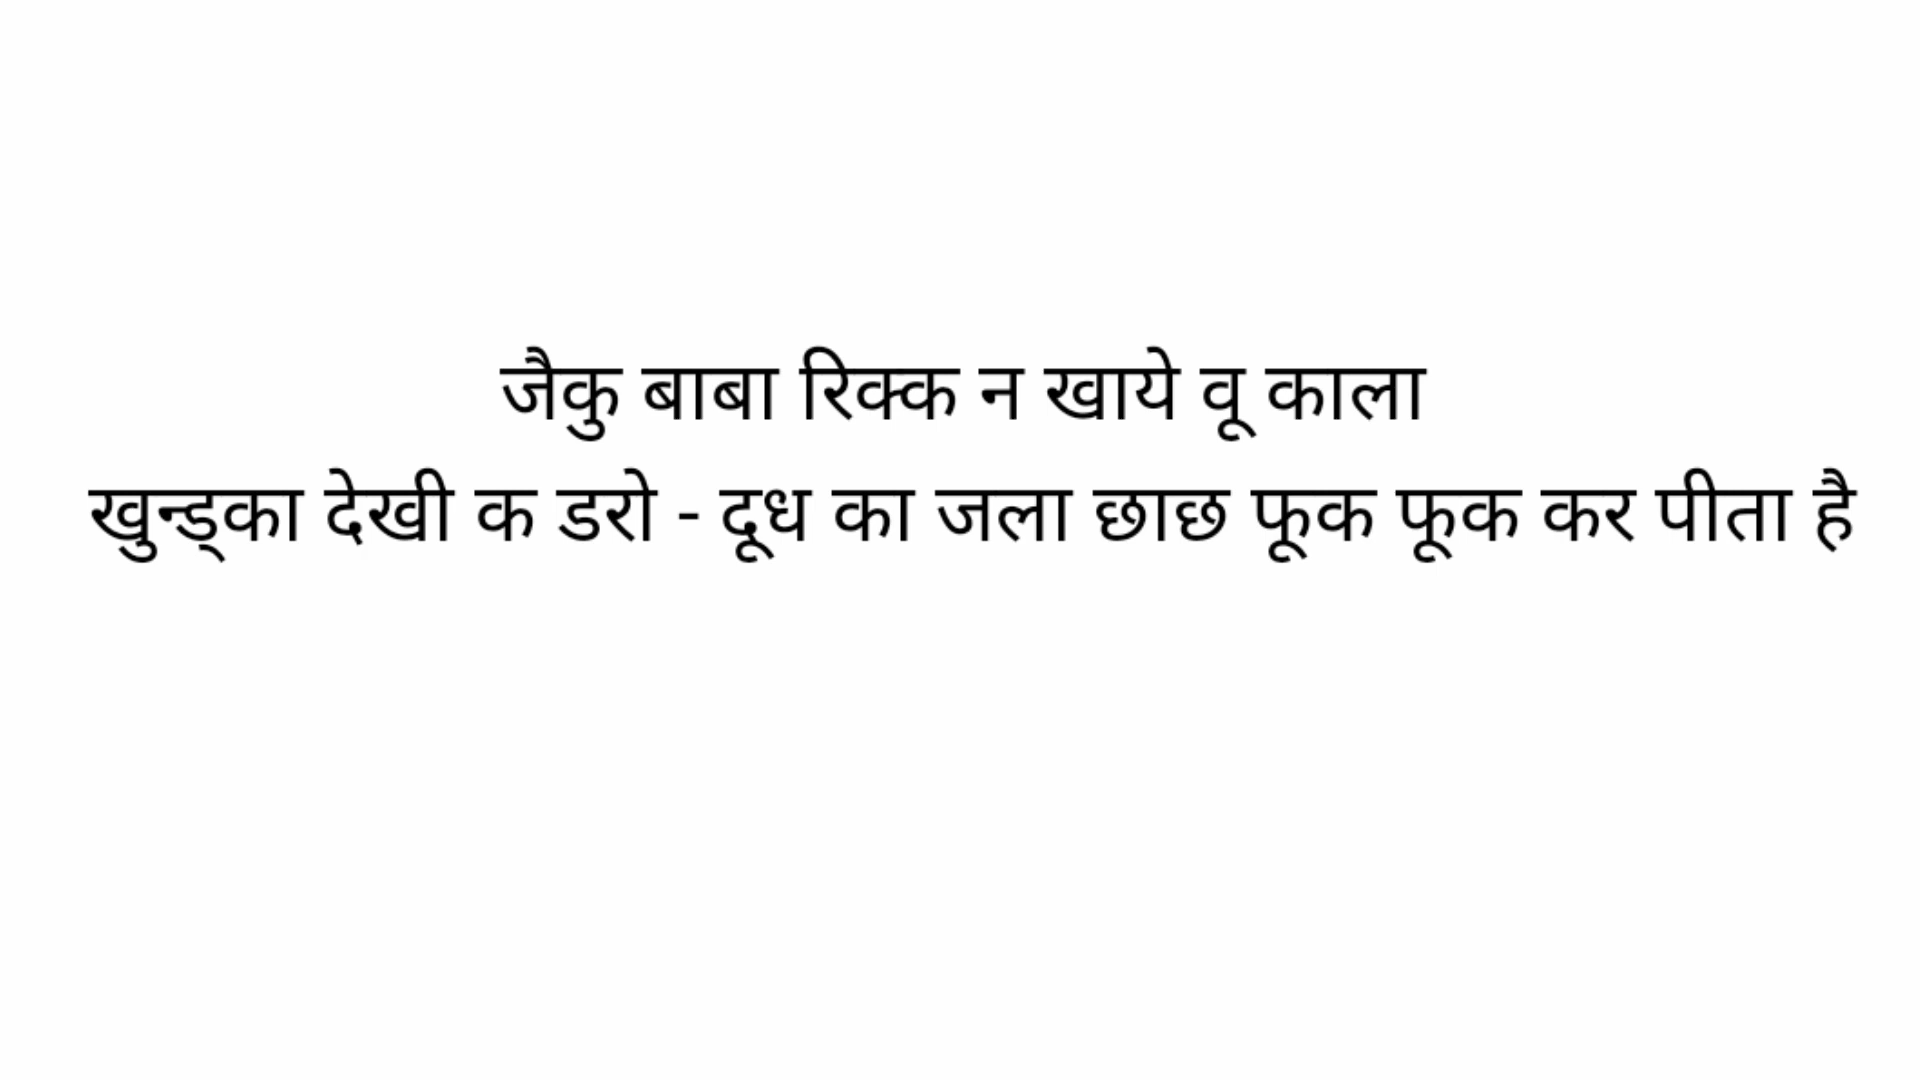 जैकु बाबा रिक्क न खाये वू काला
खुन्ड्का देखी क डरो - दूध का जला छाछ फूक फूक कर पीता है